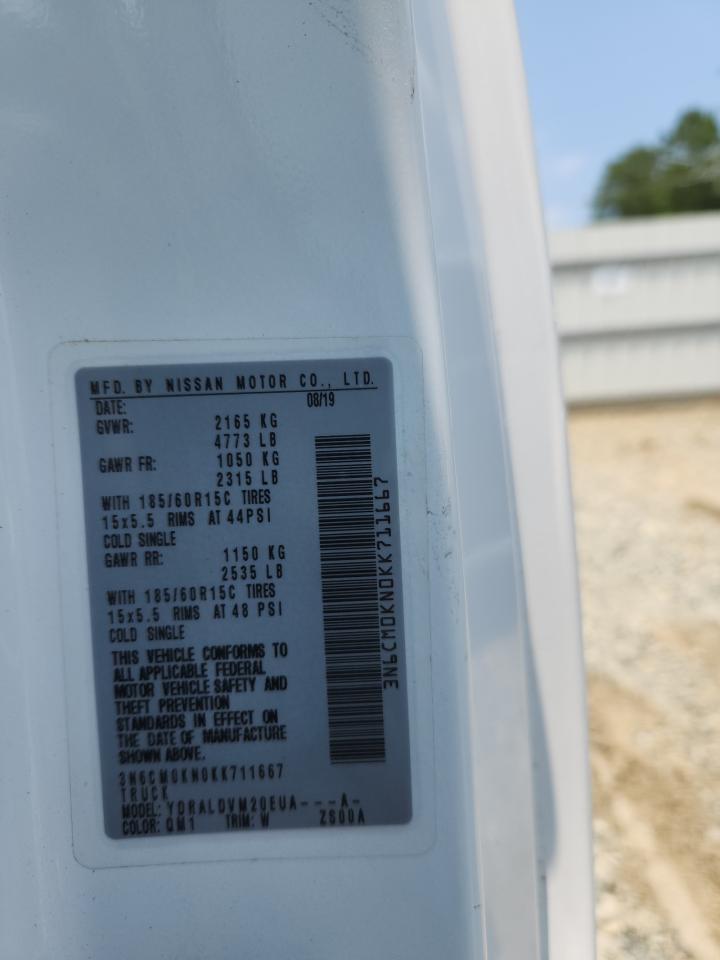 MFD. BY NISSAN MOTOR CO., LTD.
DATE: 08/19
GVWR: 2165 KG
4773 LB
GAWR FR: 1050 KG
2315 LB
WITH 185/60R15C TIRES
15x5.5 RIMS AT 44PSI
COLD SINGLE
GAWR RR: 1150 KG
2535 LB
WITH 185/60R15C TIRES
15x5.5 RIMS AT 48 PSI
COLD SINGLE
THIS VEHICLE CONFORMS TO
ALL APPLICABLE FEDERAL
MOTOR VEHICLE SAFETY AND
THEFT PREVENTION
STANDARDS IN EFFECT ON
THE DATE OF MANUFACTURE
SHOWN ABOVE.
3N6CM0KN0KK711667
TRUCK
MODEL: YDRALDVM20EUA---A-
COLOR: QM1 TRIM: W 2S00A
3N6CM0KN0KK711667